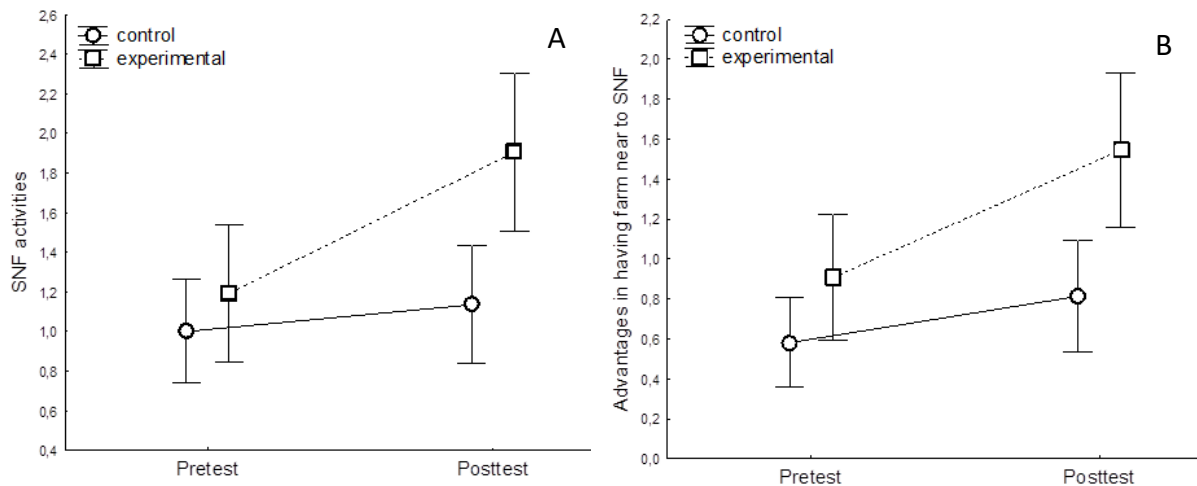 A
control
experimental
SNF activities
2,6
2,4
2,2
2,0
1,8
1,6
1,4
1,2
1,0
0,8
0,6
0,4
Pretest
Posttest
B
control
experimental
Advantages in having farm near to SNF
2,2
2,0
1,8
1,6
1,4
1,2
1,0
0,8
0,6
0,4
0,2
0,0
Pretest
Posttest